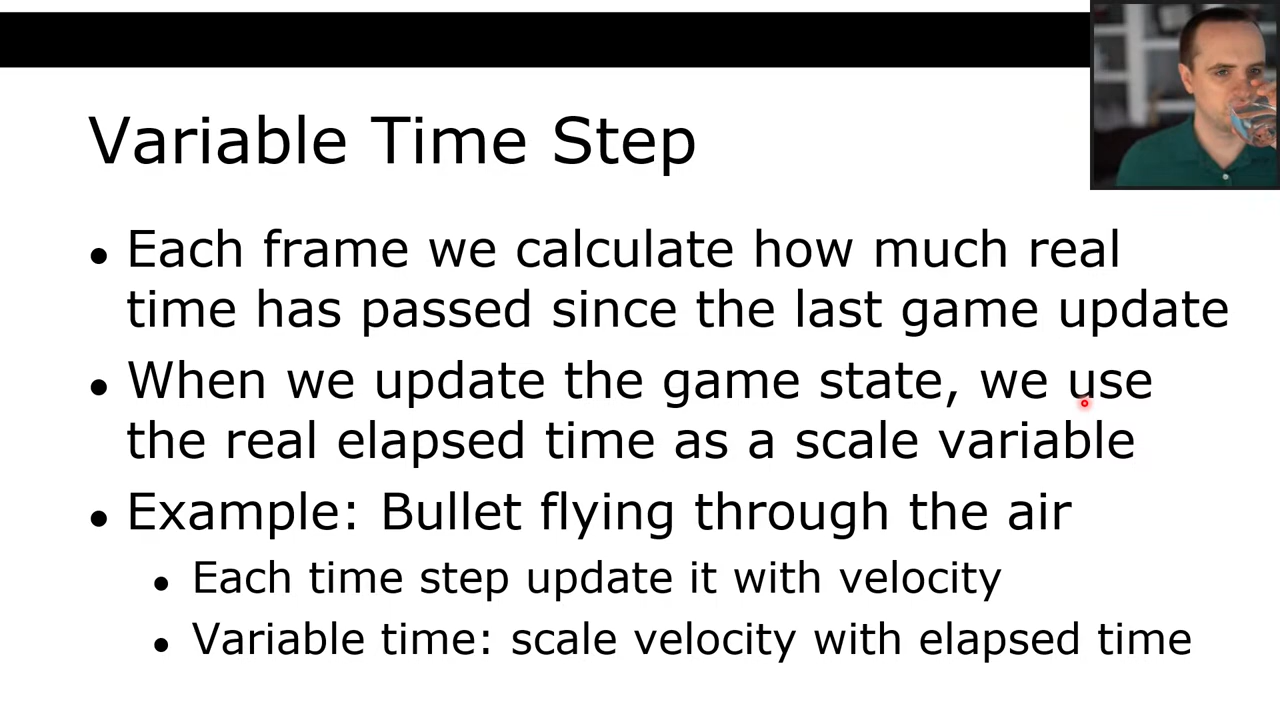 Variable Time Step
• Each frame we calculate how much real
time has passed since the last game update
• When we update the game state, we use
the real elapsed time as a scale variable
• Example: Bullet flying through the air
• Each time step update it with velocity
• Variable time: scale velocity with elapsed time